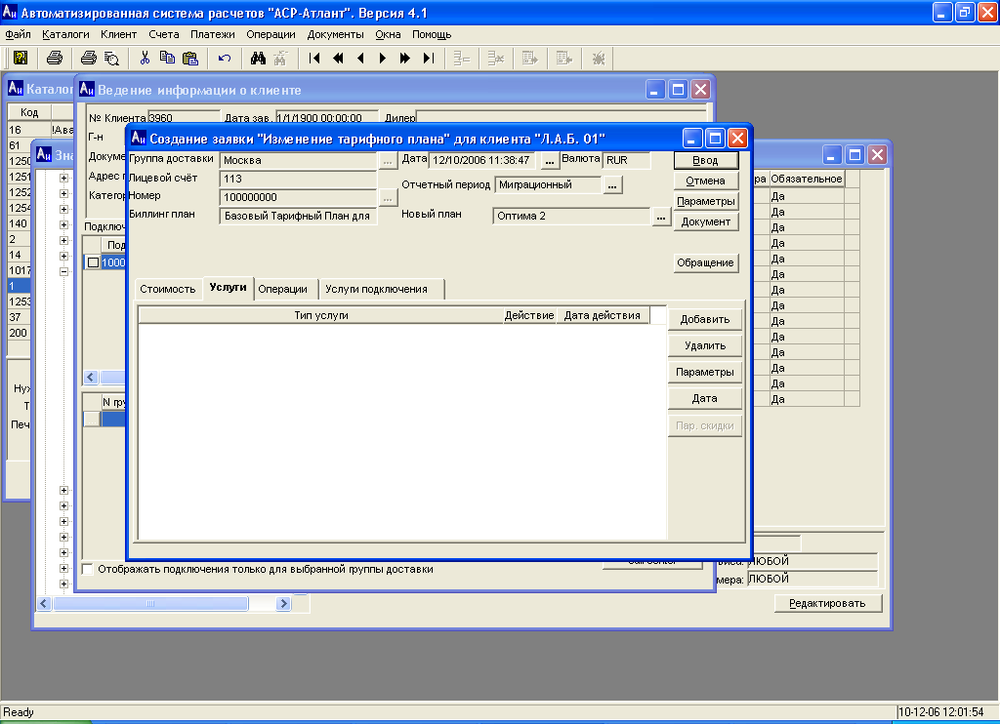 Автоматизированная система расчетов "АСР-Атлант". Версия 4.1
Файл Каталоги Клиент Счета Платежи Операции Документы Окна Помощь
Каталог
Ведение информации о клиенте
Код
16 !Ава
61
1250
1251
1252
1254
140
2
14
1017
1
1253
37
200
Зна
№ Клиента 3960 Дата зав. 1/1/1900 00:00:00 Дилер
Г-н
Докуме
Адрес
Категор
Подключ
Под
1000
N гру
Создание заявки "Изменение тарифного плана" для клиента "Л.А.Б. 01"
Группа доставки Москва ... Дата 12/10/2006 11:38:47 ... Валюта RUR Ввод
Лицевой счёт 113 Отчетный период Миграционный ... Отмена
Номер 100000000 ... Параметры
Биллинг план Базовый Тарифный План для Новый план Оптима 2 ... Документ
Обращение
Стоимость Услуги Операции Услуги подключения
Тип услуги Действие Дата действия
Добавить
Удалить
Параметры
Дата
Пар. скидки
ра Обязательное
Да
Да
Да
Да
Да
Да
Да
Да
Да
Да
Да
Да
Да
Да
Нуж
Т
Печ
Отображать подключения только для выбранной группы доставки
Call center
виса: ЛЮБОЙ
мера: ЛЮБОЙ
Редактировать
Ready 10-12-06 12:01:54